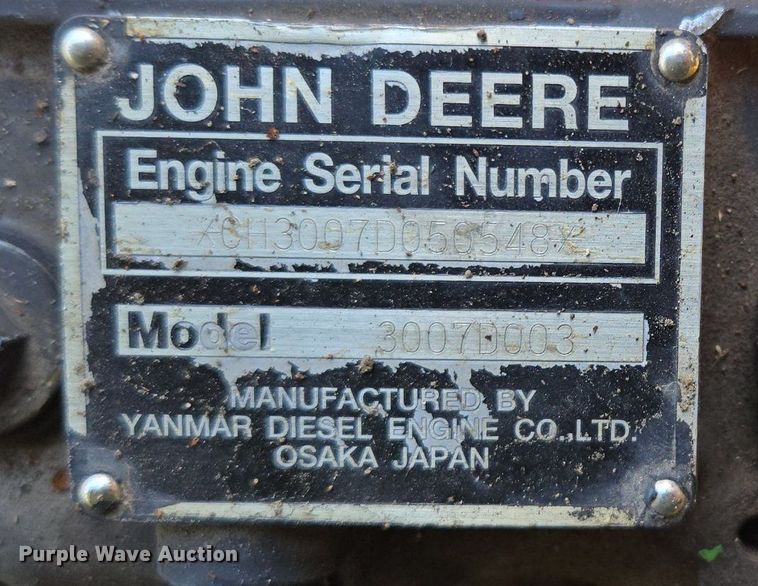 JOHN DEERE
Engine Serial Number
*CH3007D050548*
Model 3007D003
MANUFACTURED BY
YANMAR DIESEL ENGINE CO.,LTD.
OSAKA JAPAN
Purple Wave Auction